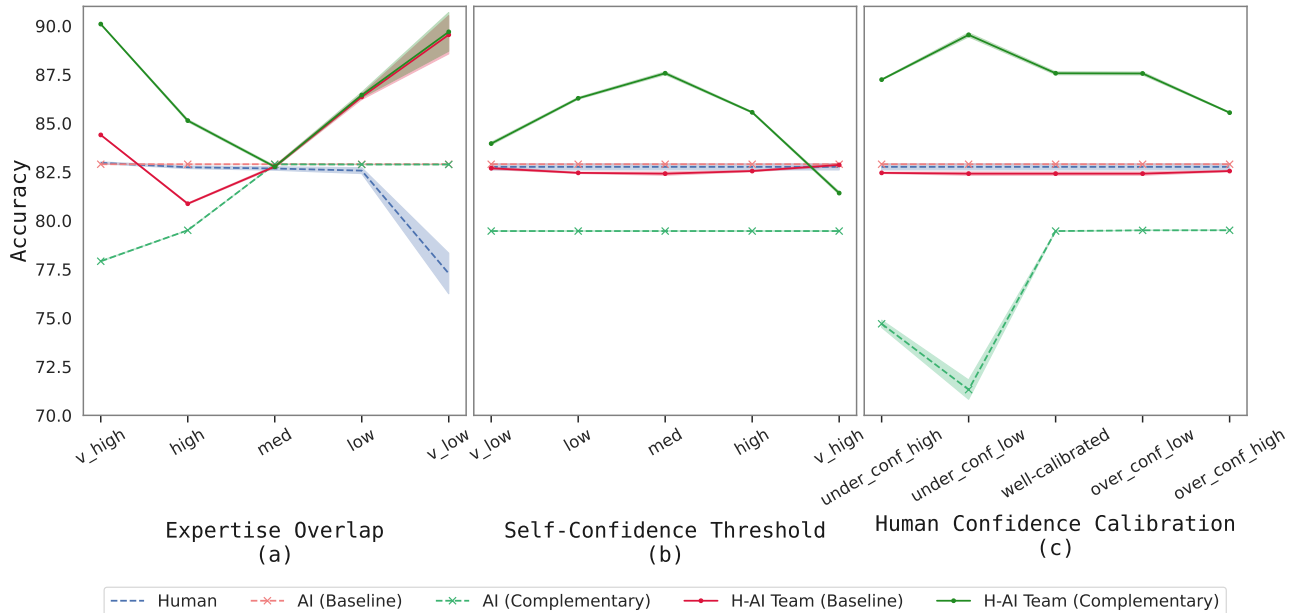 90.0
87.5
85.0
82.5
80.0
77.5
75.0
72.5
70.0
Accuracy
v_high
high
med
low
v_low
Expertise Overlap
(a)
v_low
low
med
high
v_high
Self-Confidence Threshold
(b)
under_conf_high
under_conf_low
well-calibrated
over_conf_low
over_conf_high
Human Confidence Calibration
(c)
Human AI (Baseline) AI (Complementary) H-AI Team (Baseline) H-AI Team (Complementary)